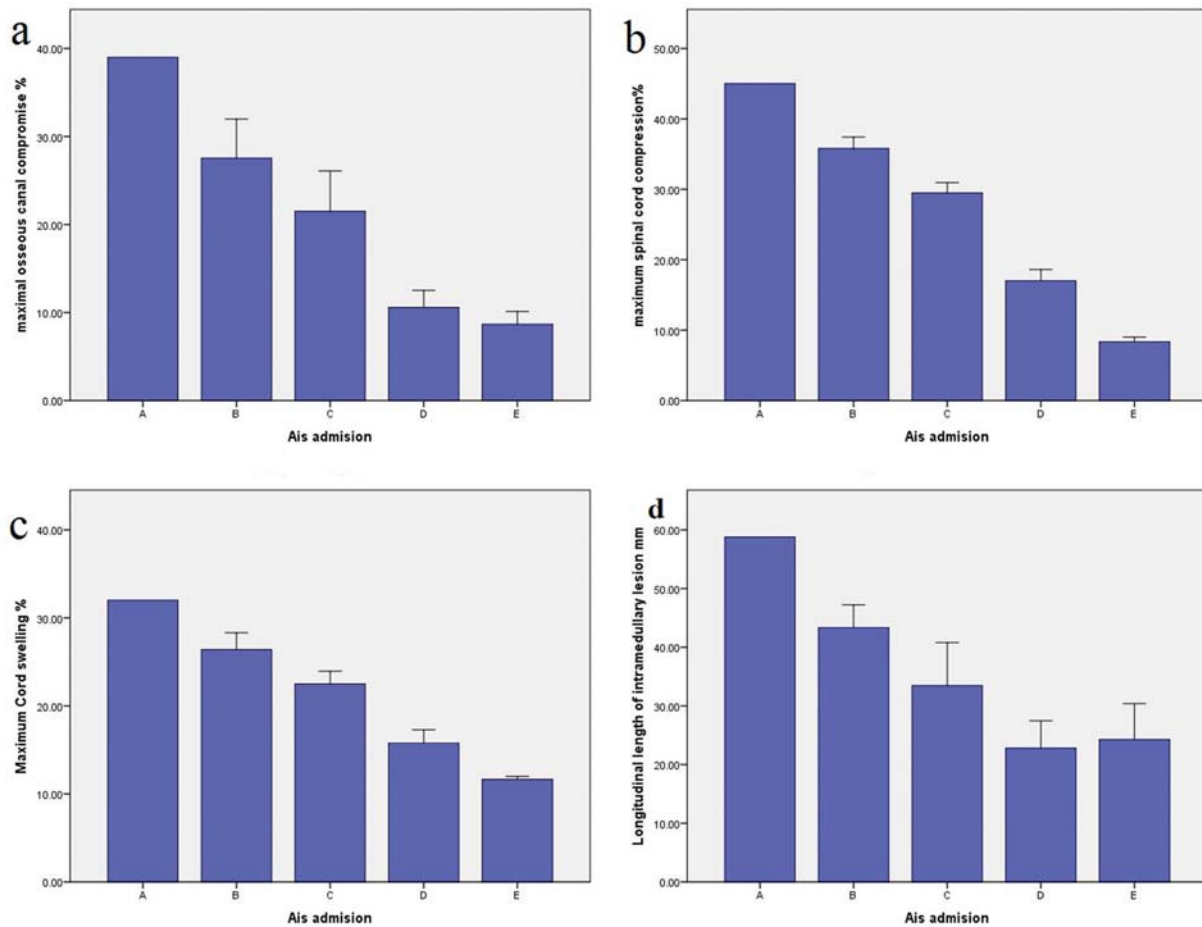 a
maximal osseous canal compromise %
40.00
30.00
20.00
10.00
0.00
A B C D E
Ais admision
b
maximum spinal cord compression%
50.00
40.00
30.00
20.00
10.00
0.00
A B C D E
Ais admision
c
Maximum Cord swelling %
40.00
30.00
20.00
10.00
0.00
A B C D E
Ais admision
d
Longitudinal length of intramedullary lesion mm
60.00
50.00
40.00
30.00
20.00
10.00
0.00
A B C D E
Ais admision